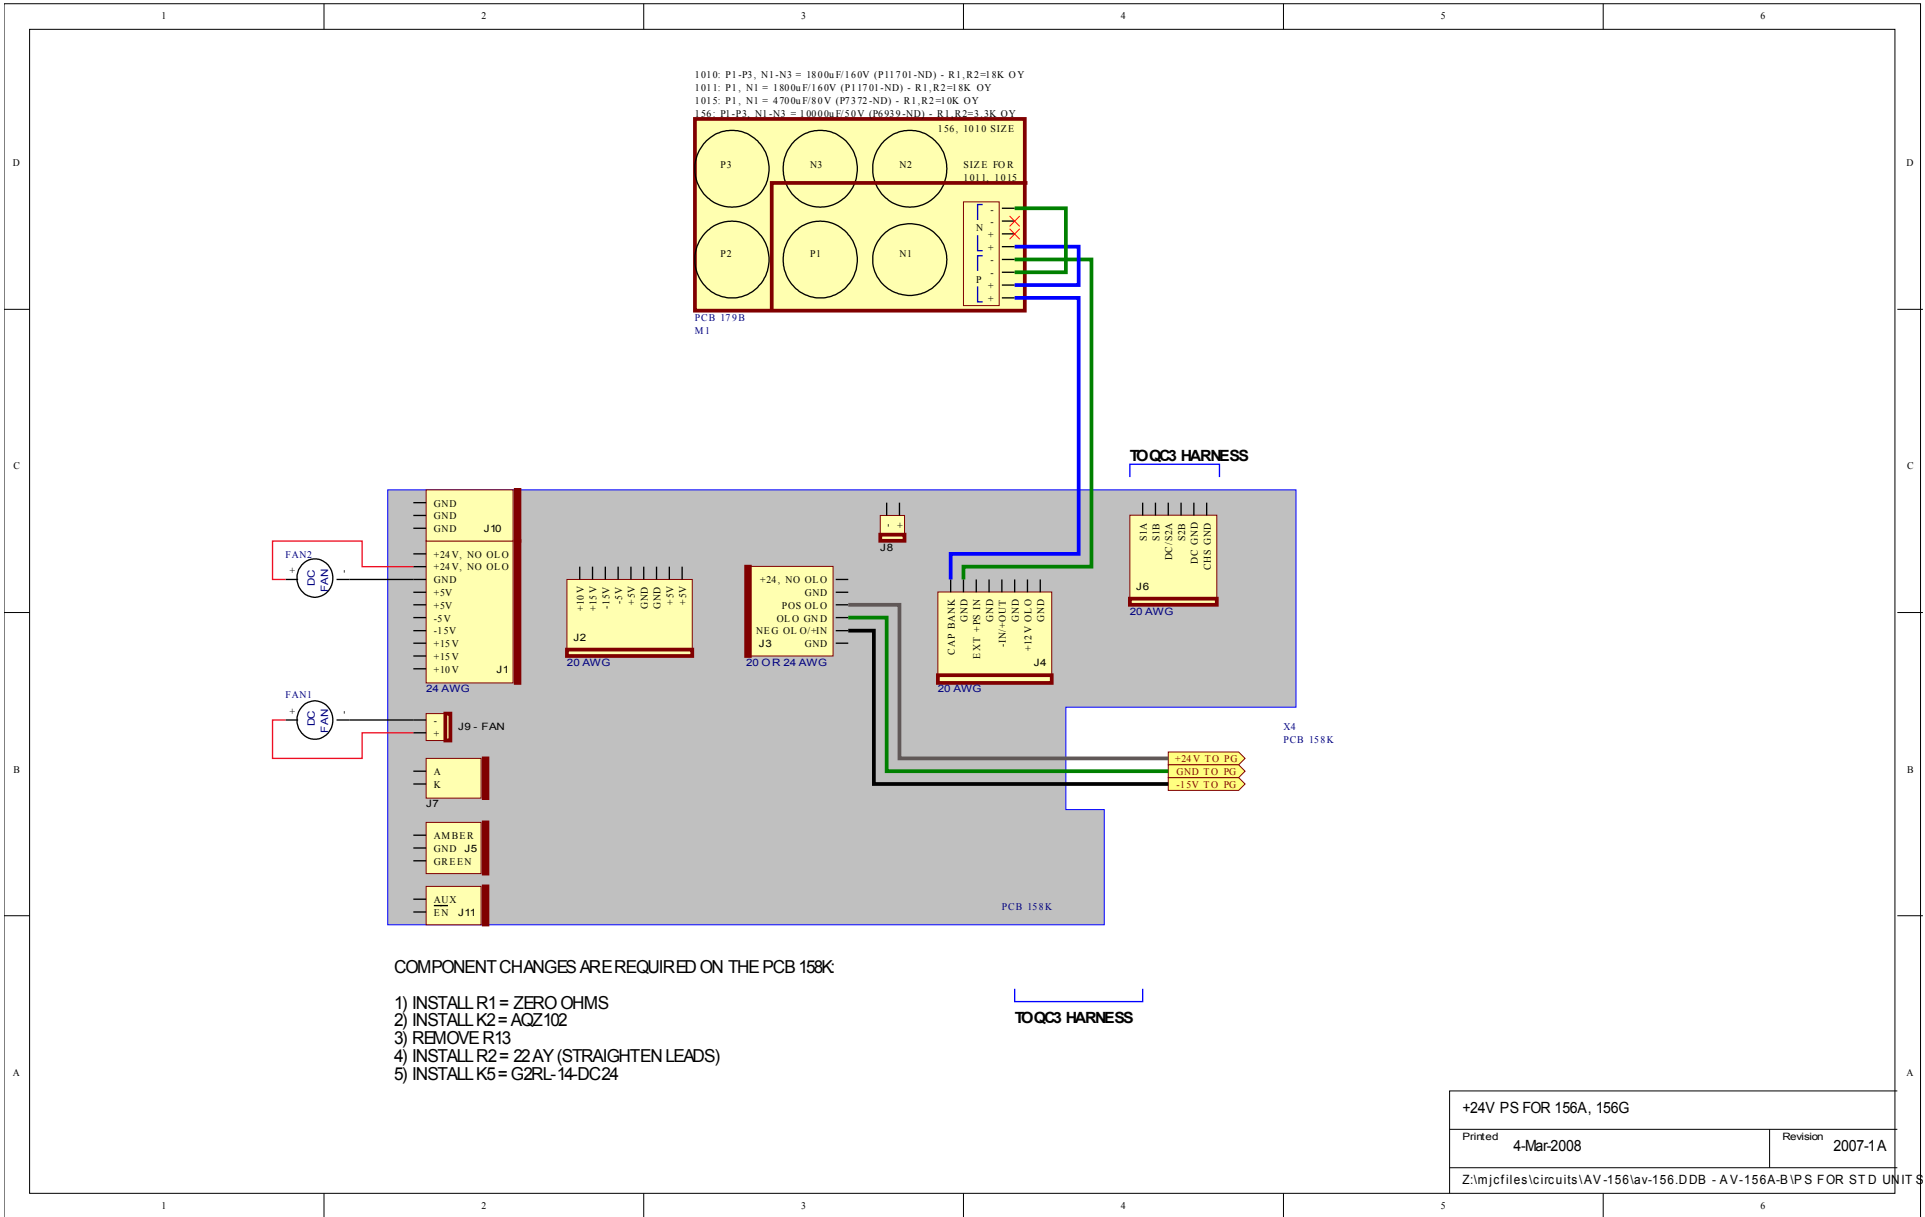 1 2 3 4 5 6
1010: P1-P3, N1-N3 = 1800uF/160V (P11701-ND) - R1,R2=18K OY
1011: P1, N1 = 1800uF/160V (P11701-ND) - R1,R2=18K OY
1015: P1, N1 = 4700uF/80V (P7372-ND) - R1,R2=10K OY
156: P1-P3, N1-N3 = 10000uF/50V (P6939-ND) - R1,R2=3.3K OY
156, 1010 SIZE
D
P3 N3 N2
SIZE FOR
1011, 1015
D
P2 P1 N1
-
-
N
+
+
-
-
P
+
+
PCB 179B
M1
C
TO QC3 HARNESS
C
GND
GND
GND J10
+24V, NO OLO
+24V, NO OLO
GND
+5V
+5V
-5V
-15V
+15V
+15V
+10V J1
24 AWG
FAN2
+ DC FAN -
+10V
+15V
-15V
-5V
+5V
GND
GND
+5V
+5V
J2
20 AWG
+24, NO OLO
GND
POS OLO
OLO GND
NEG OLO/+IN
J3 GND
20 OR 24 AWG
- +
J8
CAP BANK
GND
EXT +PS IN
GND
-IN/+OUT
GND
+12V OLO
GND
J4
20 AWG
S1A
S1B
DC/S2A
S2B
DC GND
CHS GND
J6
20 AWG
FAN1
+ DC FAN -
-
+
J9 - FAN
X4
PCB 158K
B
+24V TO PG
GND TO PG
-15V TO PG
B
A
K
J7
AMBER
GND J5
GREEN
AUX
EN J11
PCB 158K
COMPONENT CHANGES ARE REQUIRED ON THE PCB 158K:
1) INSTALL R1 = ZERO OHMS
2) INSTALL K2 = AQZ102
3) REMOVE R13
4) INSTALL R2 = 22 AY (STRAIGHTEN LEADS)
5) INSTALL K5 = G2RL-14-DC24
TO QC3 HARNESS
A
A
+24V PS FOR 156A, 156G
Printed 4-Mar-2008 Revision 2007-1A
Z:\mjcfiles\circuits\AV-156\av-156.DDB - AV-156A-B\PS FOR STD UNITS
1 2 3 4 5 6